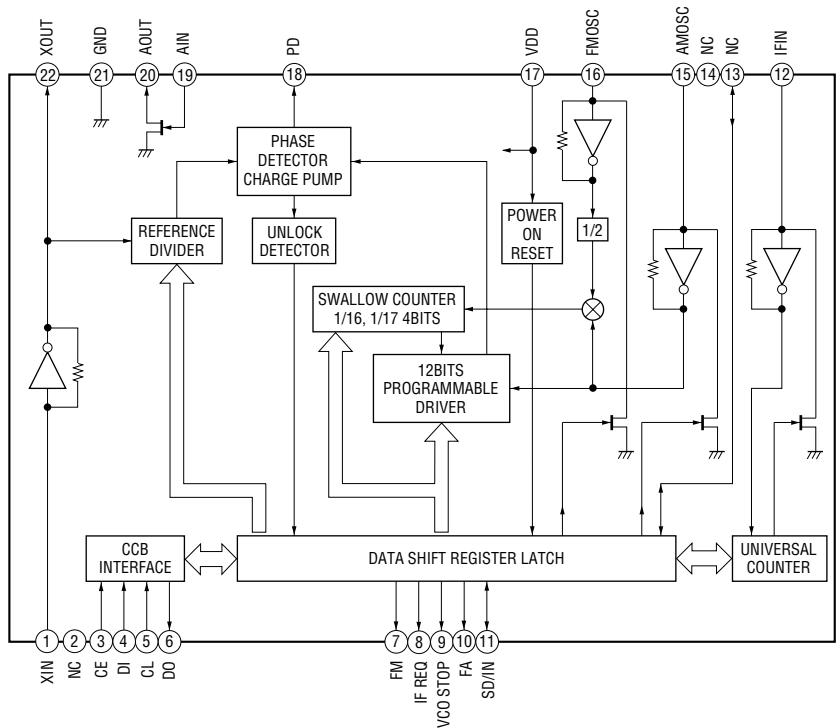 XOUT
GND
AOUT
AIN
PD
VDD
FMOSC
AMOSC
NC
NC
IFIN
22
21
20
19
18
17
16
15
14
13
12
PHASE
DETECTOR
CHARGE PUMP
REFERENCE
DIVIDER
UNLOCK
DETECTOR
POWER
ON
RESET
1/2
SWALLOW COUNTER
1/16, 1/17 4BITS
12BITS
PROGRAMMABLE
DRIVER
CCB
INTERFACE
DATA SHIFT REGISTER LATCH
UNIVERSAL
COUNTER
1
2
3
4
5
6
7
8
9
10
11
XIN
NC
CE
DI
CL
DO
FM
IF REQ
VCO STOP
FA
SD/IN